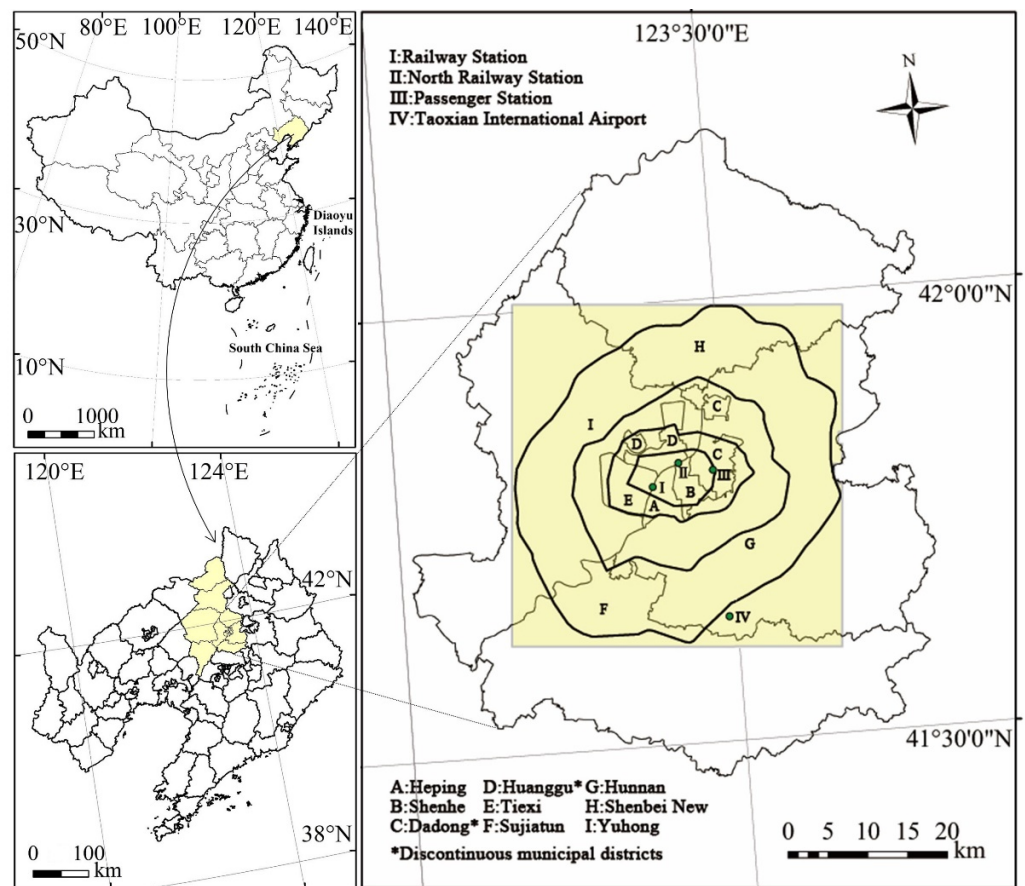 80°E 100°E 120°E 140°E
50°N
30°N
10°N
Diaoyu
Islands
South China Sea
0 1000
km
120°E 124°E
42°N
38°N
0 100
km
123°30'0"E
I:Railway Station
II:North Railway Station
III:Passenger Station
IV:Taoxian International Airport
N
42°0'0"N
H
C
I
D D
C
II III
I B
E
A
G
F
IV
41°30'0"N
A:Heping D:Huanggu* G:Hunnan
B:Shenhe E:Tiexi H:Shenbei New
C:Dadong* F:Sujiatun I:Yuhong
*Discontinuous municipal districts
0 5 10 15 20
km